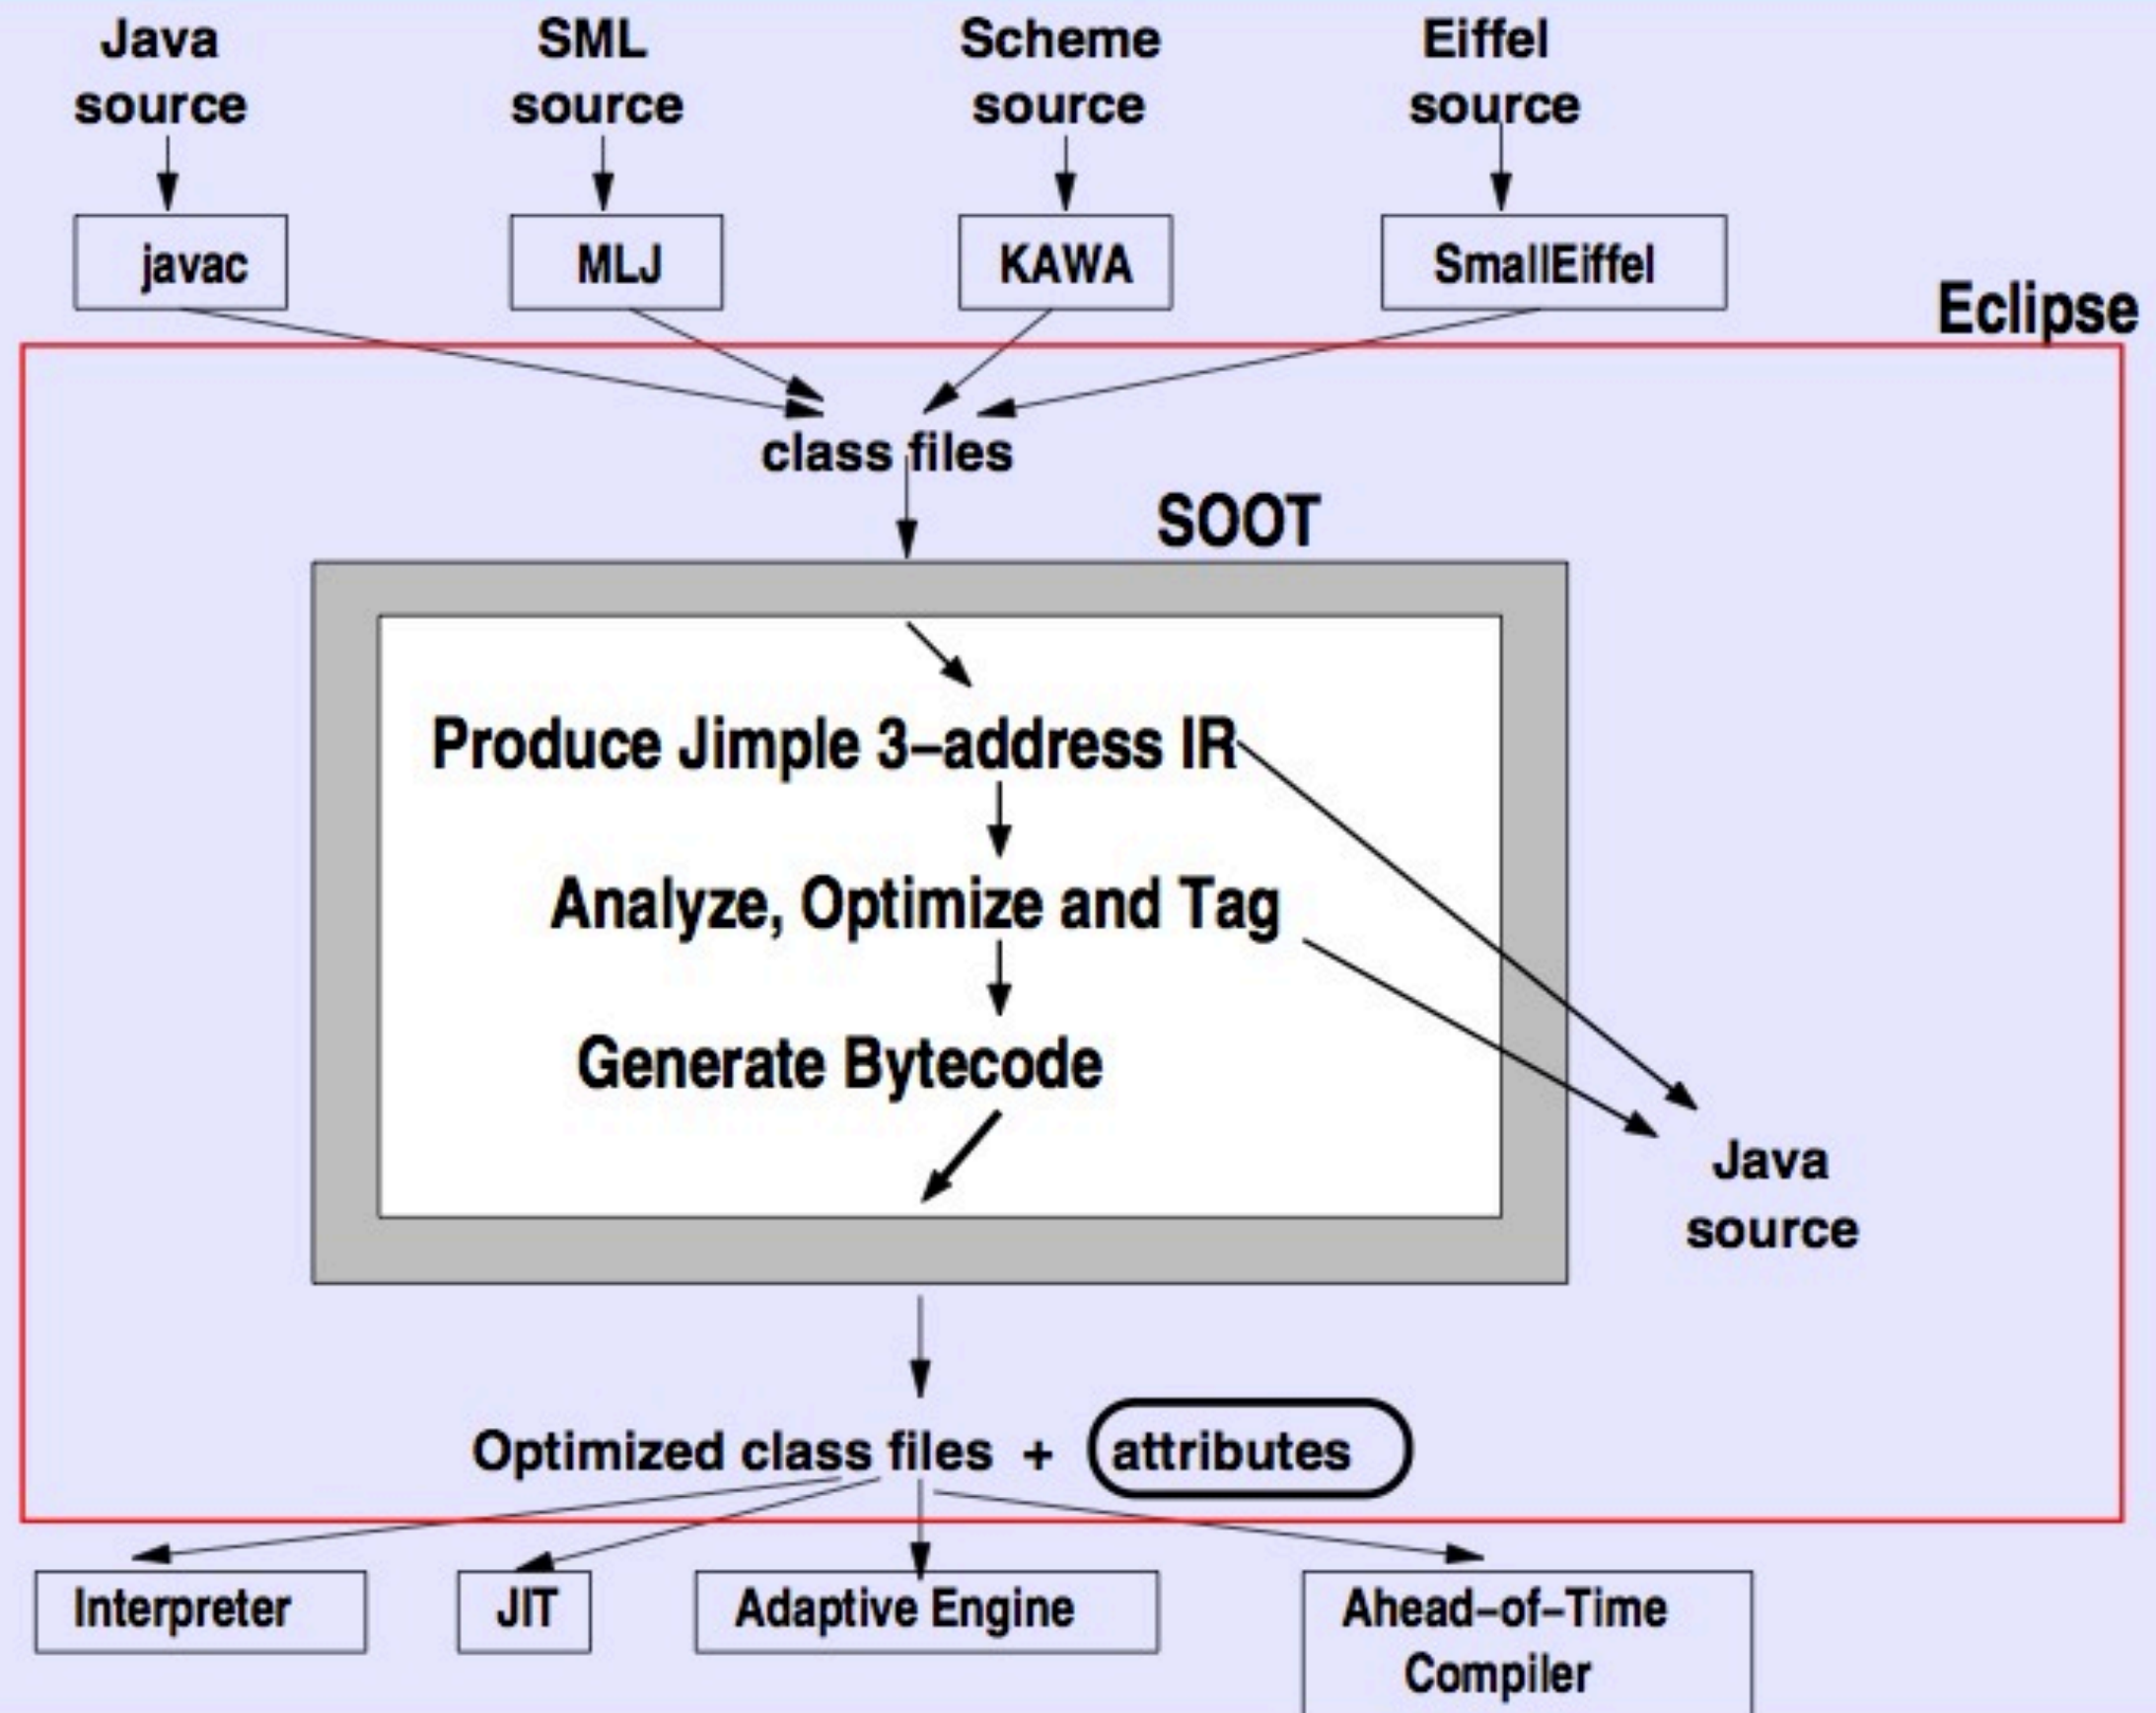 Java
source
SML
source
Scheme
source
Eiffel
source
javac
MLJ
KAWA
SmallEiffel
Eclipse
class files
SOOT
Produce Jimple 3–address IR
Analyze, Optimize and Tag
Generate Bytecode
Java
source
Optimized class files + attributes
Interpreter
JIT
Adaptive Engine
Ahead–of–Time
Compiler